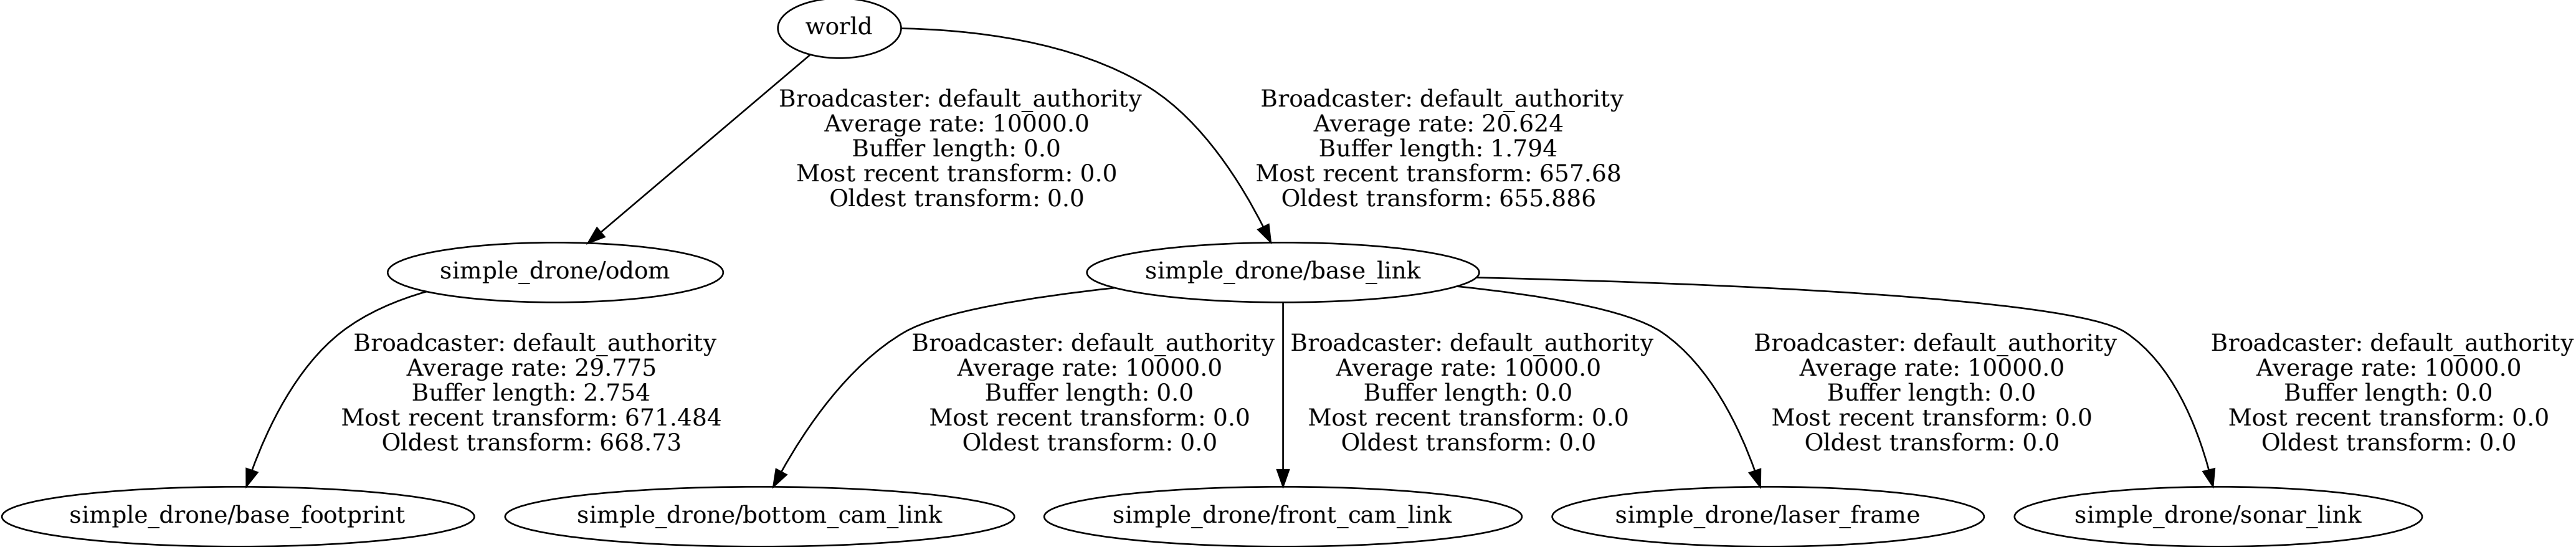 world
Broadcaster: default_authority
Average rate: 10000.0
Buffer length: 0.0
Most recent transform: 0.0
Oldest transform: 0.0
Broadcaster: default_authority
Average rate: 20.624
Buffer length: 1.794
Most recent transform: 657.68
Oldest transform: 655.886
simple_drone/odom
simple_drone/base_link
Broadcaster: default_authority
Average rate: 29.775
Buffer length: 2.754
Most recent transform: 671.484
Oldest transform: 668.73
Broadcaster: default_authority
Average rate: 10000.0
Buffer length: 0.0
Most recent transform: 0.0
Oldest transform: 0.0
Broadcaster: default_authority
Average rate: 10000.0
Buffer length: 0.0
Most recent transform: 0.0
Oldest transform: 0.0
Broadcaster: default_authority
Average rate: 10000.0
Buffer length: 0.0
Most recent transform: 0.0
Oldest transform: 0.0
Broadcaster: default_authority
Average rate: 10000.0
Buffer length: 0.0
Most recent transform: 0.0
Oldest transform: 0.0
simple_drone/base_footprint
simple_drone/bottom_cam_link
simple_drone/front_cam_link
simple_drone/laser_frame
simple_drone/sonar_link